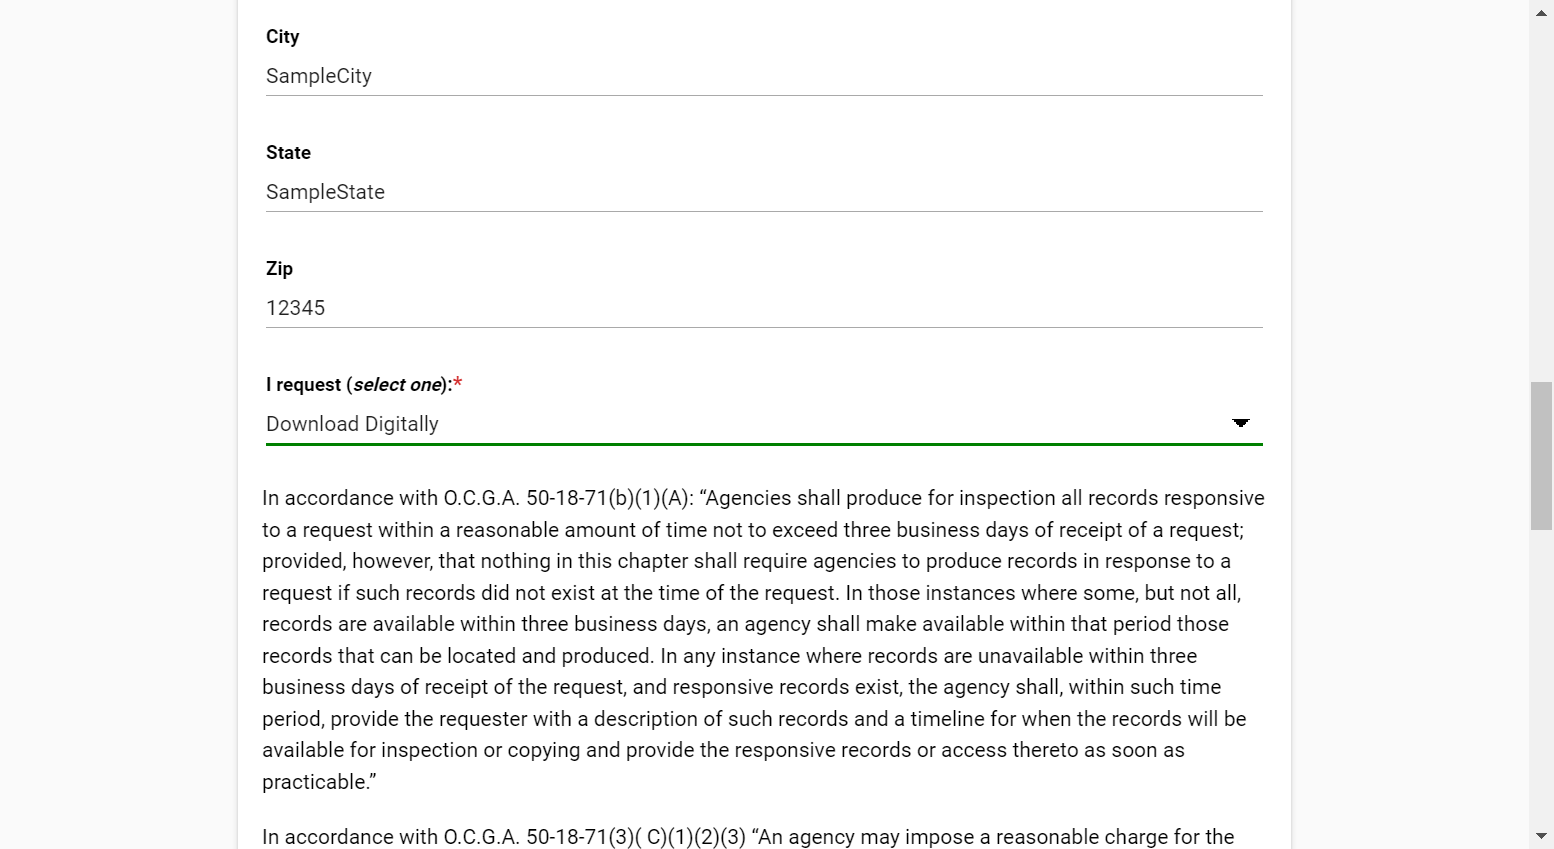 City
SampleCity
State
SampleState
Zip
12345
I request (select one):*
Download Digitally
In accordance with O.C.G.A. 50-18-71(b)(1)(A): “Agencies shall produce for inspection all records responsive
to a request within a reasonable amount of time not to exceed three business days of receipt of a request;
provided, however, that nothing in this chapter shall require agencies to produce records in response to a
request if such records did not exist at the time of the request. In those instances where some, but not all,
records are available within three business days, an agency shall make available within that period those
records that can be located and produced. In any instance where records are unavailable within three
business days of receipt of the request, and responsive records exist, the agency shall, within such time
period, provide the requester with a description of such records and a timeline for when the records will be
available for inspection or copying and provide the responsive records or access thereto as soon as
practicable.”
In accordance with O.C.G.A. 50-18-71(3)( C)(1)(2)(3) “An agency may impose a reasonable charge for the